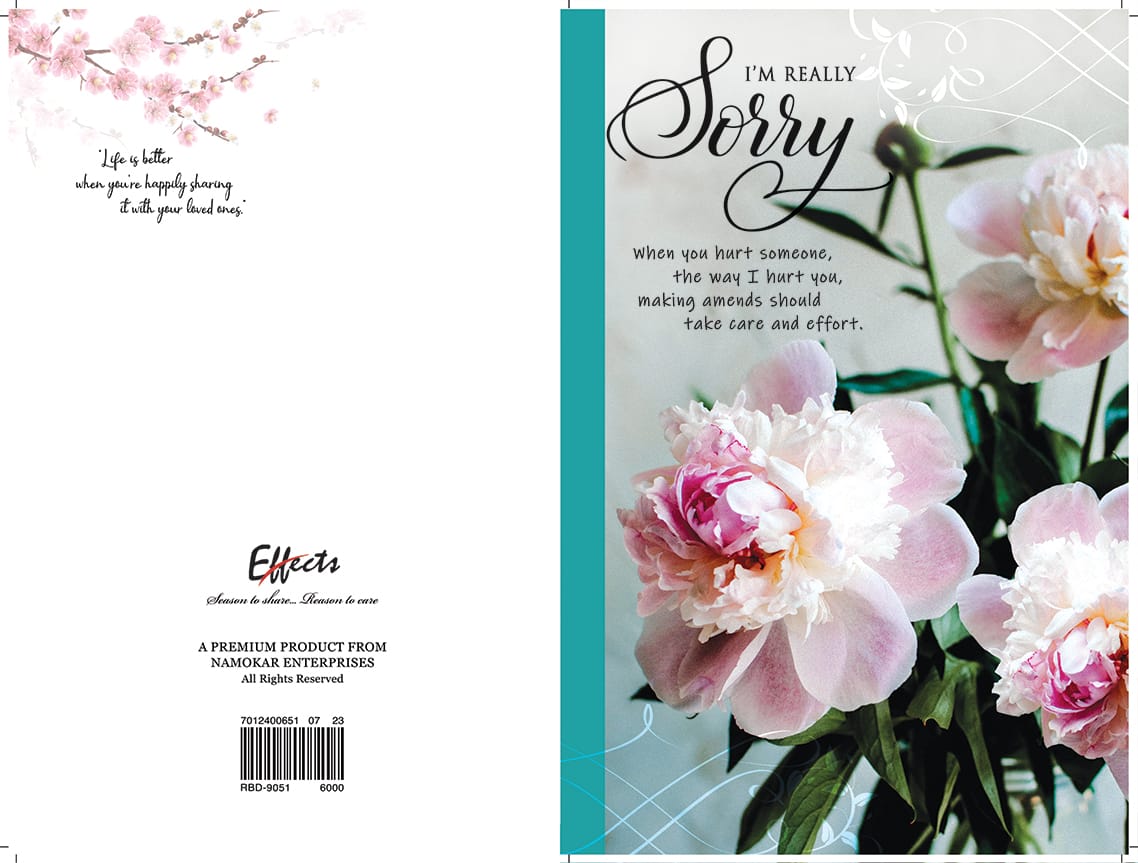 "Life is better
when you're happily sharing
it with your loved ones."
Effects
Season to share... Reason to care
A PREMIUM PRODUCT FROM
NAMOKAR ENTERPRISES
All Rights Reserved
7012400651 07 23
RBD-9051 6000
I'M REALLY
Sorry
When you hurt someone,
the way I hurt you,
making amends should
take care and effort.